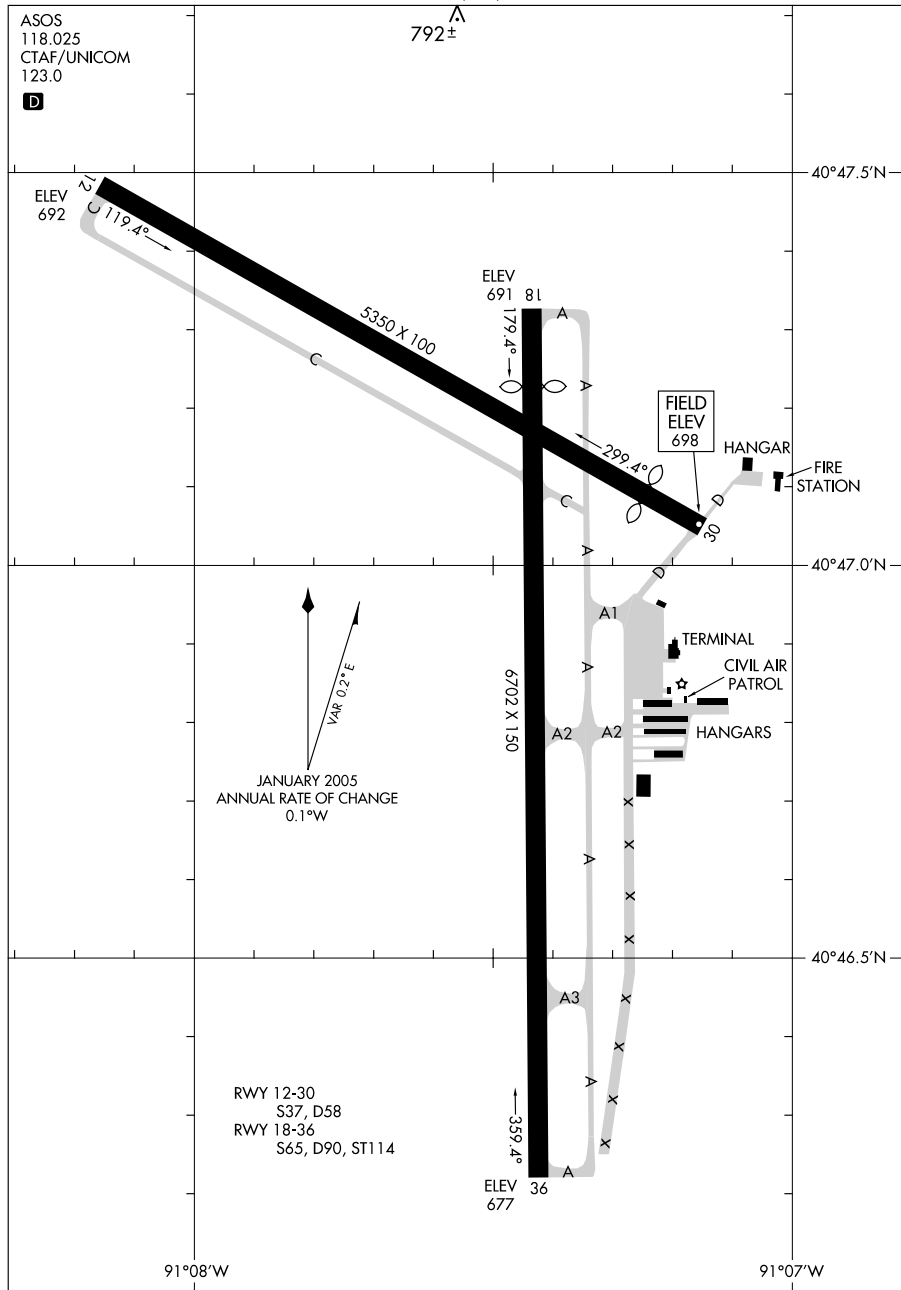 ASOS
118.025
CTAF/UNICOM
123.0
D
792±
40°47.5'N
12
ELEV
692
C
119.4°
5350 X 100
C
ELEV
691
18
179.4°
A
A
FIELD
ELEV
698
299.4°
HANGAR
FIRE
STATION
D
30
C
A
40°47.0'N
D
A1
VAR 0.2° E
JANUARY 2005
ANNUAL RATE OF CHANGE
0.1°W
6702 X 150
A
TERMINAL
CIVIL AIR
PATROL
A2
A2
HANGARS
X
X
A
X
X
40°46.5'N
A3
X
X
A
X
X
RWY 12-30
S37, D58
RWY 18-36
S65, D90, ST114
359.4°
A
ELEV
677
36
91°08'W
91°07'W